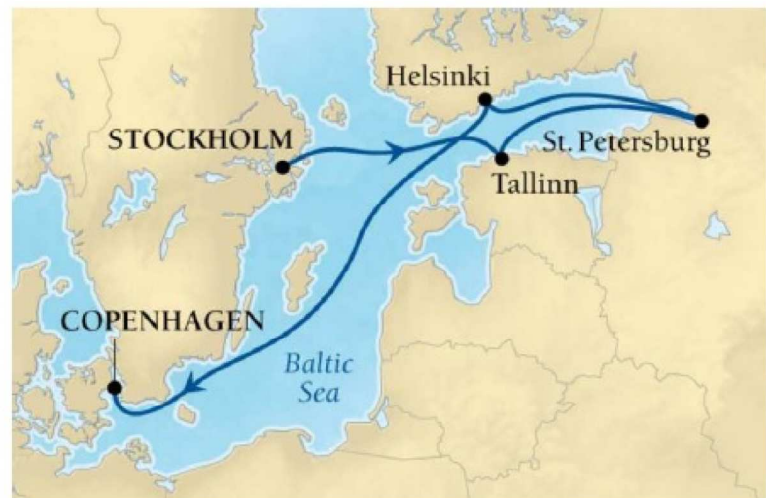 Helsinki
STOCKHOLM
St. Petersburg
Tallinn
COPENHAGEN
Baltic
Sea